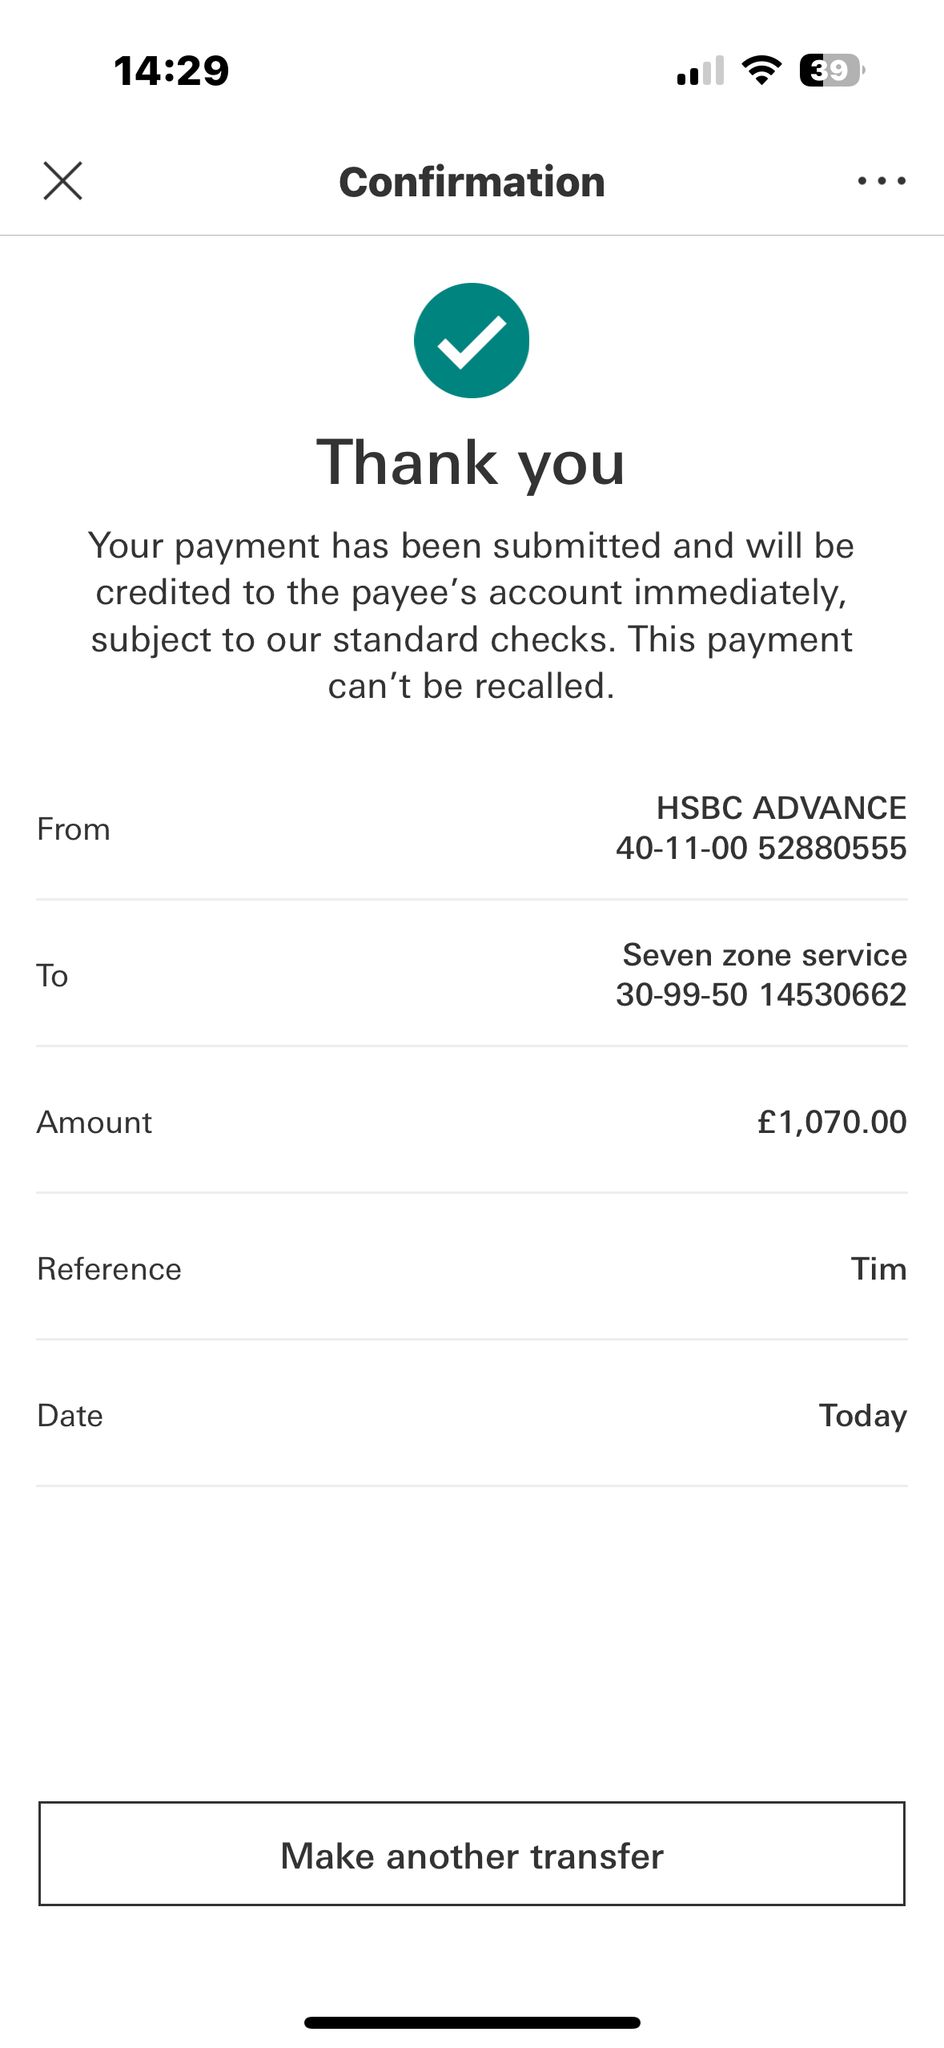 14:29
39
Confirmation
Thank you
Your payment has been submitted and will be
credited to the payee’s account immediately,
subject to our standard checks. This payment
can’t be recalled.
From
HSBC ADVANCE
40-11-00 52880555
To
Seven zone service
30-99-50 14530662
Amount
£1,070.00
Reference
Tim
Date
Today
Make another transfer